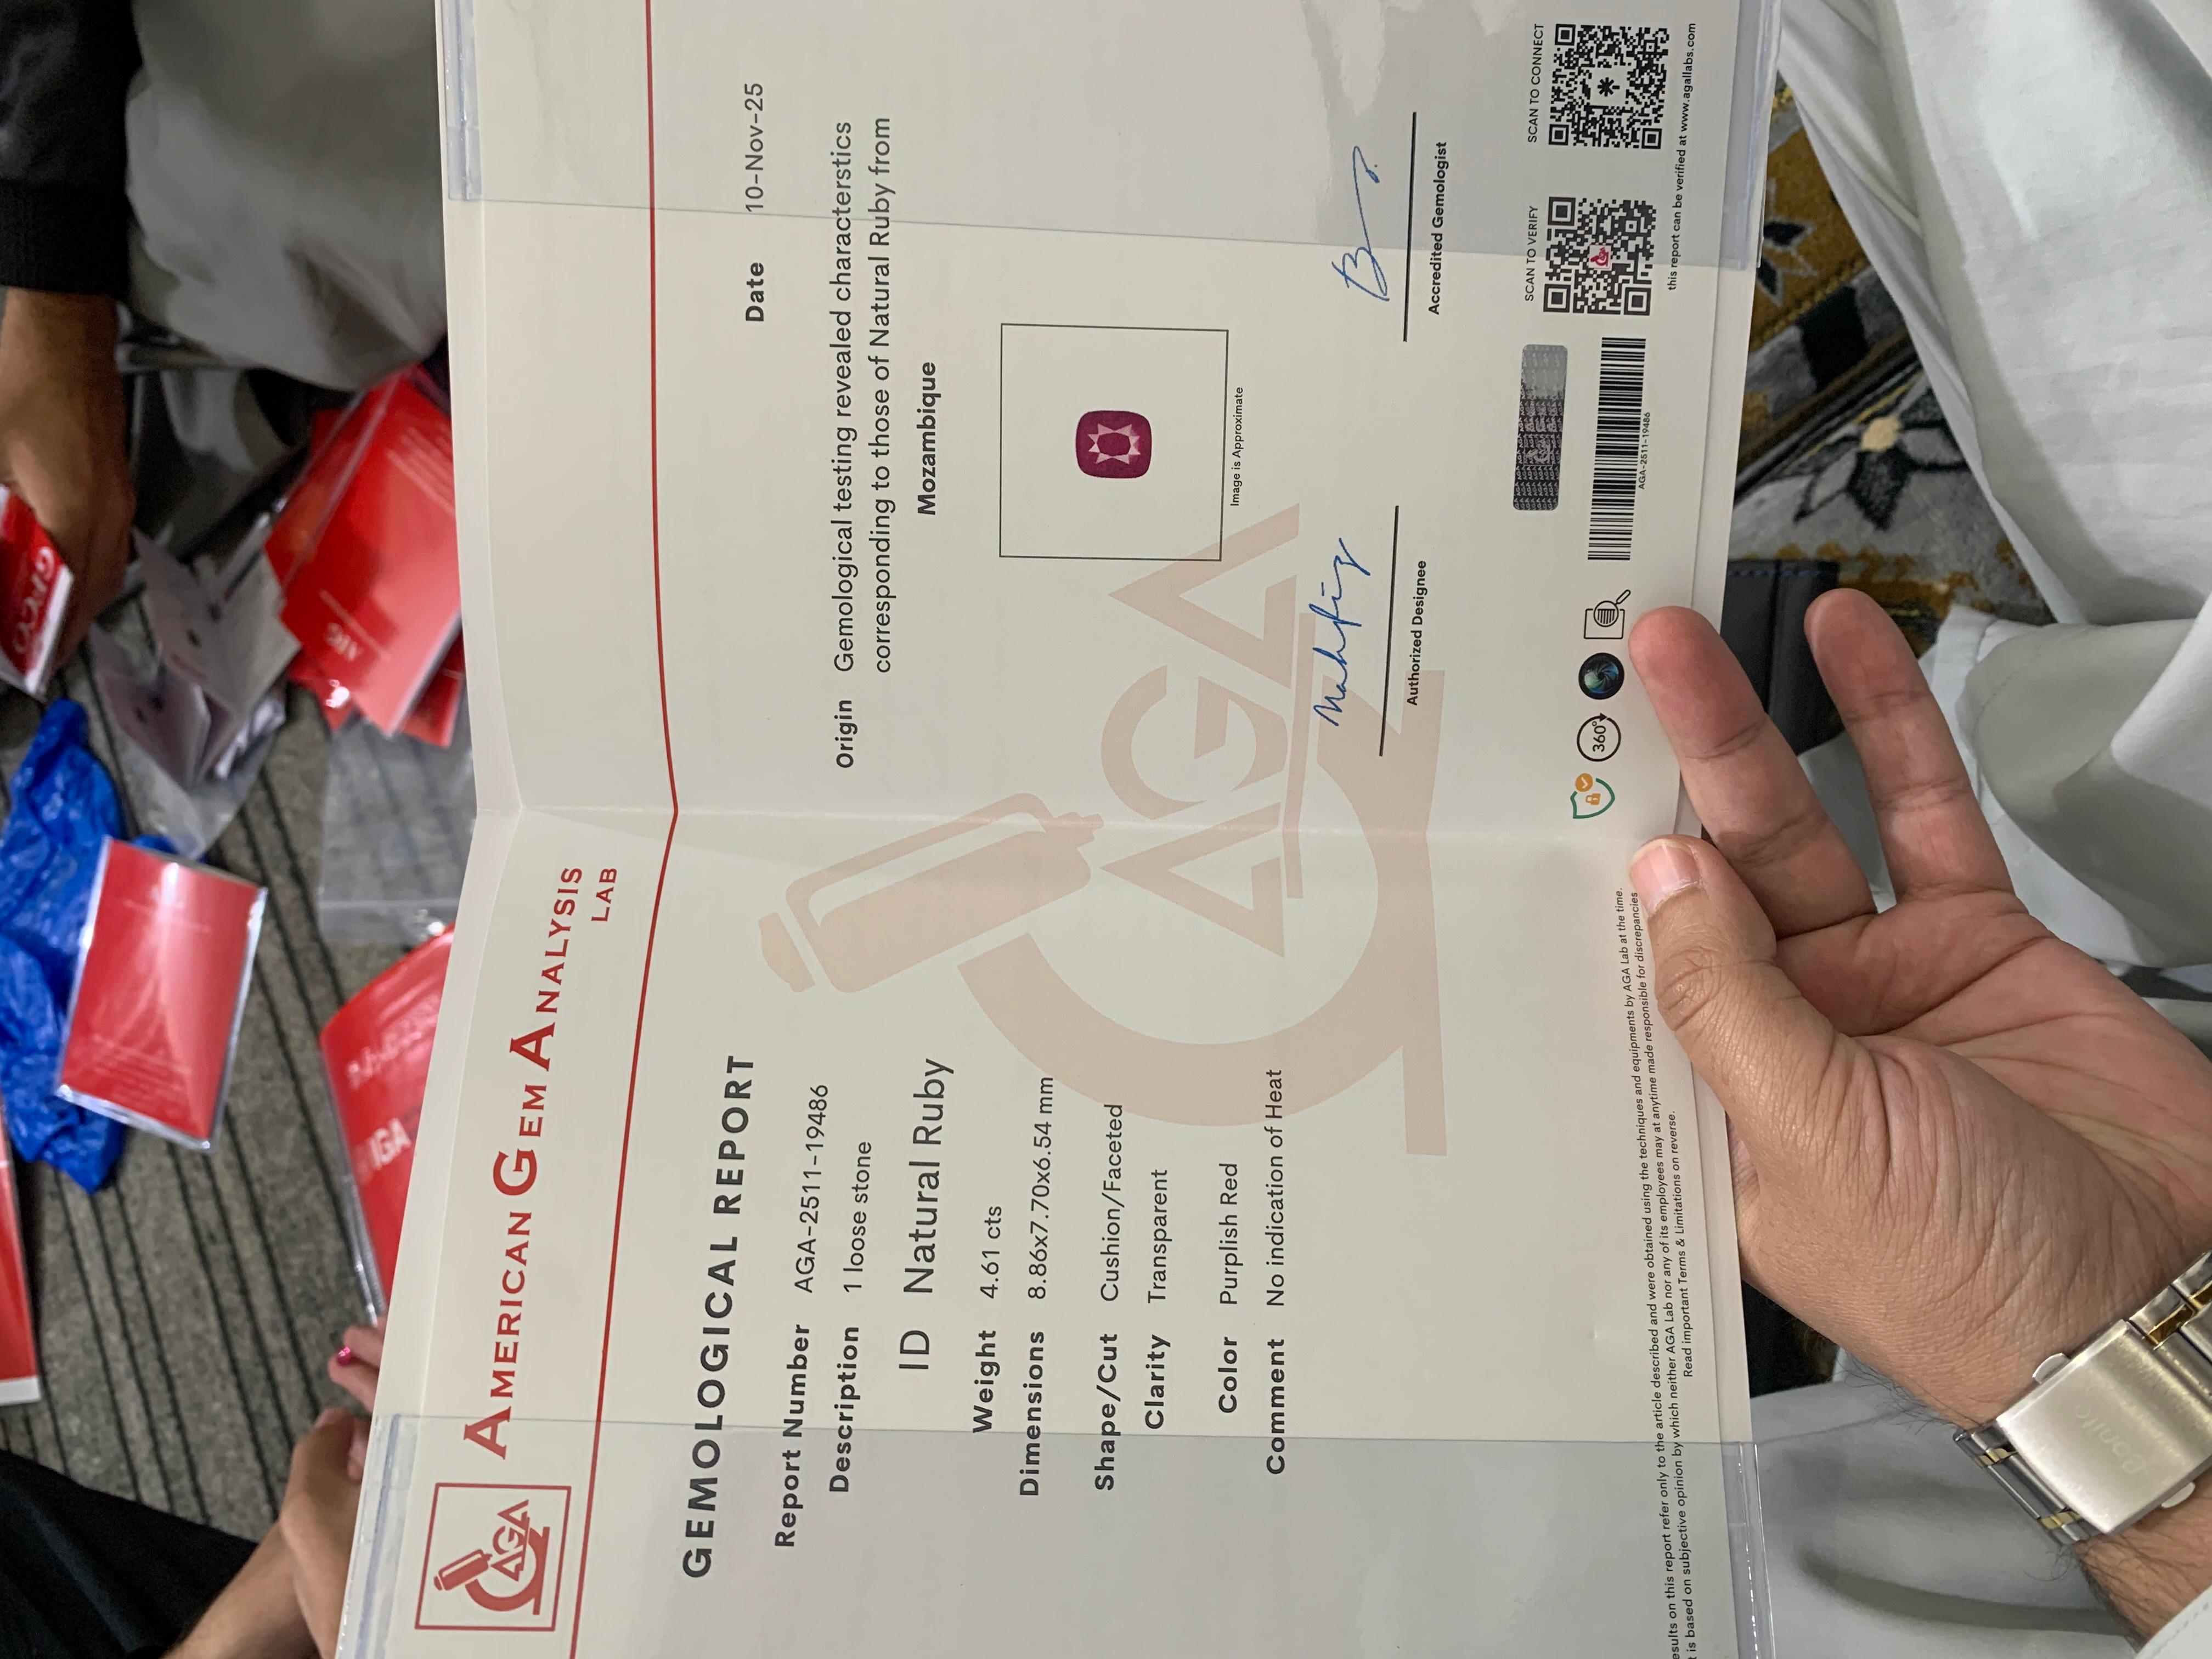 AGA
AMERICAN GEM ANALYSIS
LAB
GEMOLOGICAL REPORT
Report Number AGA-2511-19486
Description 1 loose stone
ID Natural Ruby
Weight 4.61 cts
Dimensions 8.86x7.70x6.54 mm
Shape/Cut Cushion/Faceted
Clarity Transparent
Color Purplish Red
Comment No indication of Heat
Date 10-Nov-25
Origin Gemological testing revealed characterstics
corresponding to those of Natural Ruby from
Mozambique
Image is Approximate
AGA
Authorized Designee
Accredited Gemologist
360°
AGA-2511-19486
SCAN TO VERIFY
SCAN TO CONNECT
this report can be verified at www.agallabs.com
esults on this report refer only to the article described and were obtained using the techniques and equipments by AGA Lab at the time.
t is based on subjective opinion by which neither AGA Lab nor any of its employees may at anytime made responsible for discrepancies
Read important Terms & Limitations on reverse.